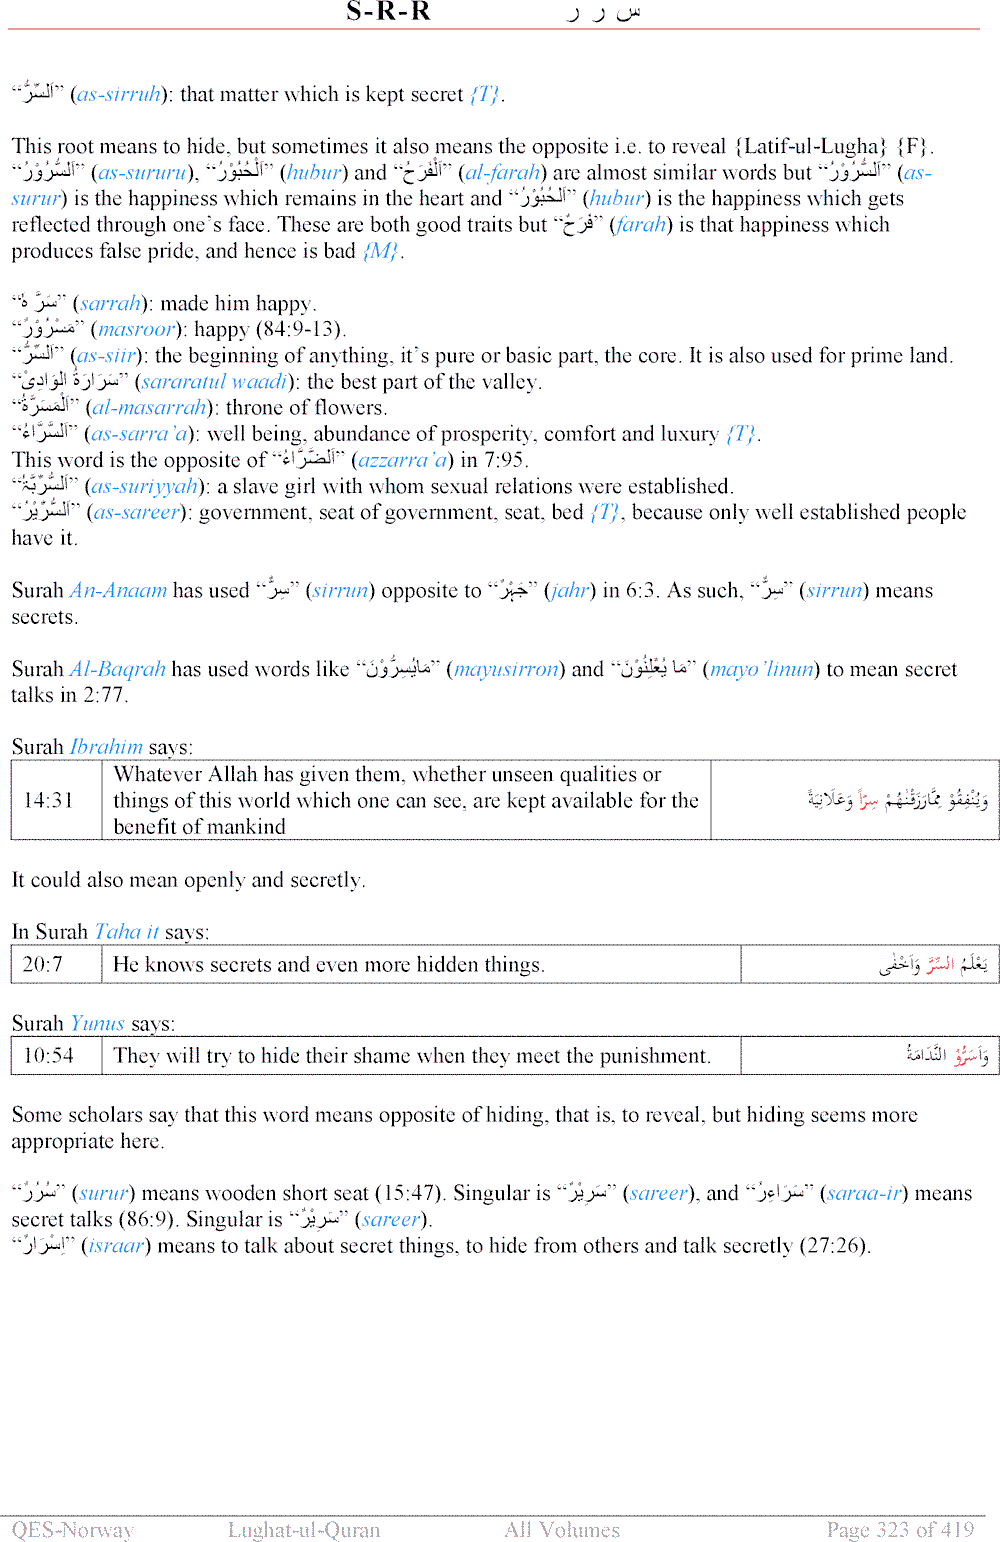 S-R-R س ر ر
“اَلسِّرُّ” (as-sirruh): that matter which is kept secret {T}.
This root means to hide, but sometimes it also means the opposite i.e. to reveal {Latif-ul-Lugha} {F}.
“اَلسُّرُوْرُ” (as-sururu), “اَلْحُبُوْرُ” (hubur) and “اَلْفَرَحُ” (al-farah) are almost similar words but “اَلسُّرُوْرُ” (as-
surur) is the happiness which remains in the heart and “اَلحُبُوْرُ” (hubur) is the happiness which gets
reflected through one’s face. These are both good traits but “فَرَحٌ” (farah) is that happiness which
produces false pride, and hence is bad {M}.
“سَرَّ هٗ” (sarrah): made him happy.
“مَسْرُوْرٌ” (masroor): happy (84:9-13).
“اَلسِّرُّ” (as-siir): the beginning of anything, it’s pure or basic part, the core. It is also used for prime land.
“سَرَارَةُ الوَادِىْ” (sararatul waadi): the best part of the valley.
“اَلْمَسَرَّةُ” (al-masarrah): throne of flowers.
“اَلسَّرَّاءُ” (as-sarra’a): well being, abundance of prosperity, comfort and luxury {T}.
This word is the opposite of “اَلضَّرَّاءُ” (azzarra’a) in 7:95.
“اَلسُّرِّيَّةُ” (as-suriyyah): a slave girl with whom sexual relations were established.
“اَلسُّرِّيْرُ” (as-sareer): government, seat of government, seat, bed {T}, because only well established people
have it.
Surah An-Anaam has used “سِرٌّ” (sirrun) opposite to “جَہْرٌ” (jahr) in 6:3. As such, “سِرٌّ” (sirrun) means
secrets.
Surah Al-Baqrah has used words like “مَايُسِرُّوْنَ” (mayusirron) and “مَا يُعْلِنُوْنَ” (mayo’linun) to mean secret
talks in 2:77.
Surah Ibrahim says:
Whatever Allah has given them, whether unseen qualities or
14:31 things of this world which one can see, are kept available for the وَيُنْفِقُوْ مِمَّارَزَقْنٰهُمْ سِرّاً وَعَلَانِيَةً
benefit of mankind
It could also mean openly and secretly.
In Surah Taha it says:
20:7 He knows secrets and even more hidden things. يَعْلَمُ السِّرَّ وَاَخْفٰى
Surah Yunus says:
10:54 They will try to hide their shame when they meet the punishment. وَاَسَرُّوْ النَّدَامَةُ
Some scholars say that this word means opposite of hiding, that is, to reveal, but hiding seems more
appropriate here.
“سُرُرٌ” (surur) means wooden short seat (15:47). Singular is “سَرِيْرٌ” (sareer), and “سَرَاءِرُ” (saraa-ir) means
secret talks (86:9). Singular is “سَرِيْرٌ” (sareer).
“اِسْرَارٌ” (israar) means to talk about secret things, to hide from others and talk secretly (27:26).
QES-Norway Lughat-ul-Quran All Volumes Page 323 of 419